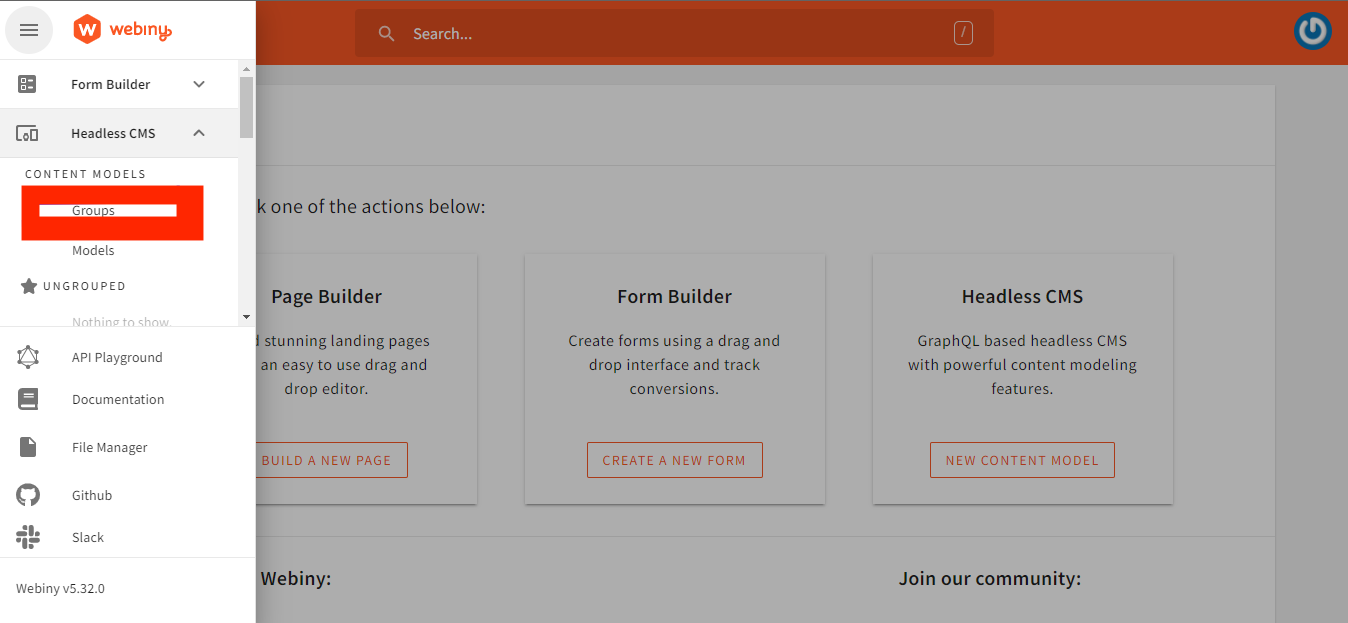 webiny
Search...
/
Form Builder
Headless CMS
CONTENT MODELS
Groups
Models
UNGROUPED
Nothing to show.
API Playground
Documentation
File Manager
Github
Slack
Webiny v5.32.0
k one of the actions below:
Page Builder
stunning landing pages
an easy to use drag and
drop editor.
BUILD A NEW PAGE
Form Builder
Create forms using a drag and
drop interface and track
conversions.
CREATE A NEW FORM
Headless CMS
GraphQL based headless CMS
with powerful content modeling
features.
NEW CONTENT MODEL
Webiny:
Join our community: